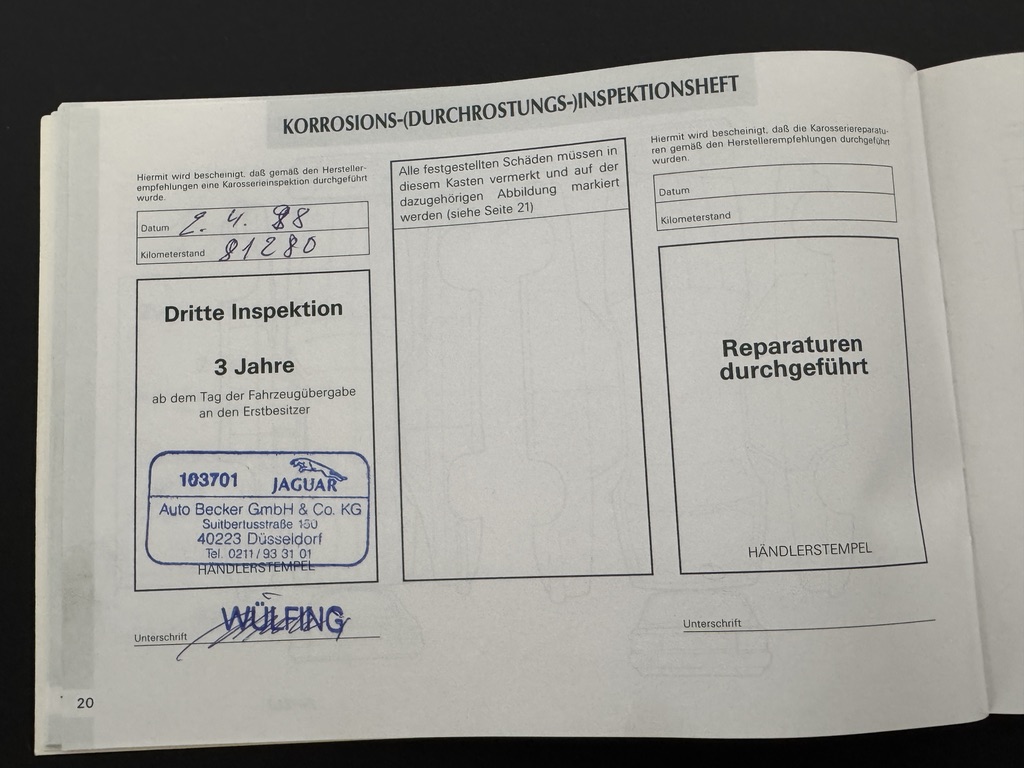 KORROSIONS-(DURCHROSTUNGS-)INSPEKTIONSHEFT
Hiermit wird bescheinigt, daß gemäß den Hersteller-
empfehlungen eine Karosserieinspektion durchgeführt
wurde.
Datum 2. 4. 98
Kilometerstand 81280
Dritte Inspektion
3 Jahre
ab dem Tag der Fahrzeugübergabe
an den Erstbesitzer
103701 JAGUAR
Auto Becker GmbH & Co. KG
Suitbertusstraße 150
40223 Düsseldorf
Tel. 0211/93 31 01
HÄNDLERSTEMPEL
WÜLFING
Unterschrift
Alle festgestellten Schäden müssen in
diesem Kasten vermerkt und auf der
dazugehörigen Abbildung markiert
werden (siehe Seite 21)
Hiermit wird bescheinigt, daß die Karosseriereparatu-
ren gemäß den Herstellerempfehlungen durchgeführt
wurden.
Datum
Kilometerstand
Reparaturen
durchgeführt
HÄNDLERSTEMPEL
Unterschrift
20